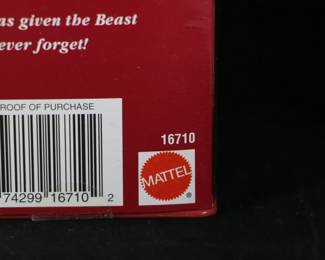 as given the Beast
ever forget!
ROOF OF PURCHASE
16710
MATTEL
®
74299 16710 2